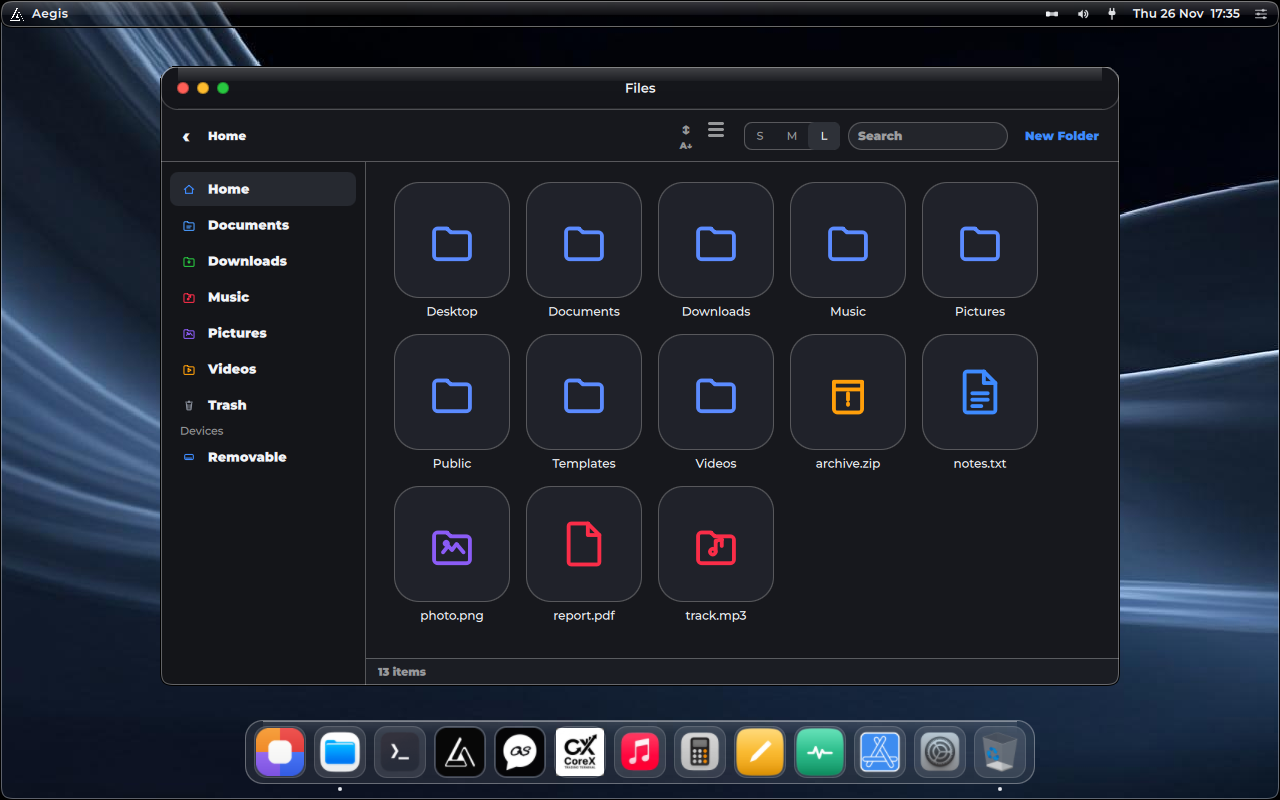 Aegis
Thu 26 Nov 17:35
Files
Home
A+
S M L
Search
New Folder
Home
Documents
Downloads
Music
Pictures
Videos
Trash
Devices
Removable
Desktop Documents Downloads Music Pictures
Public Templates Videos archive.zip notes.txt
photo.png report.pdf track.mp3
13 items
as
CX
CoreX